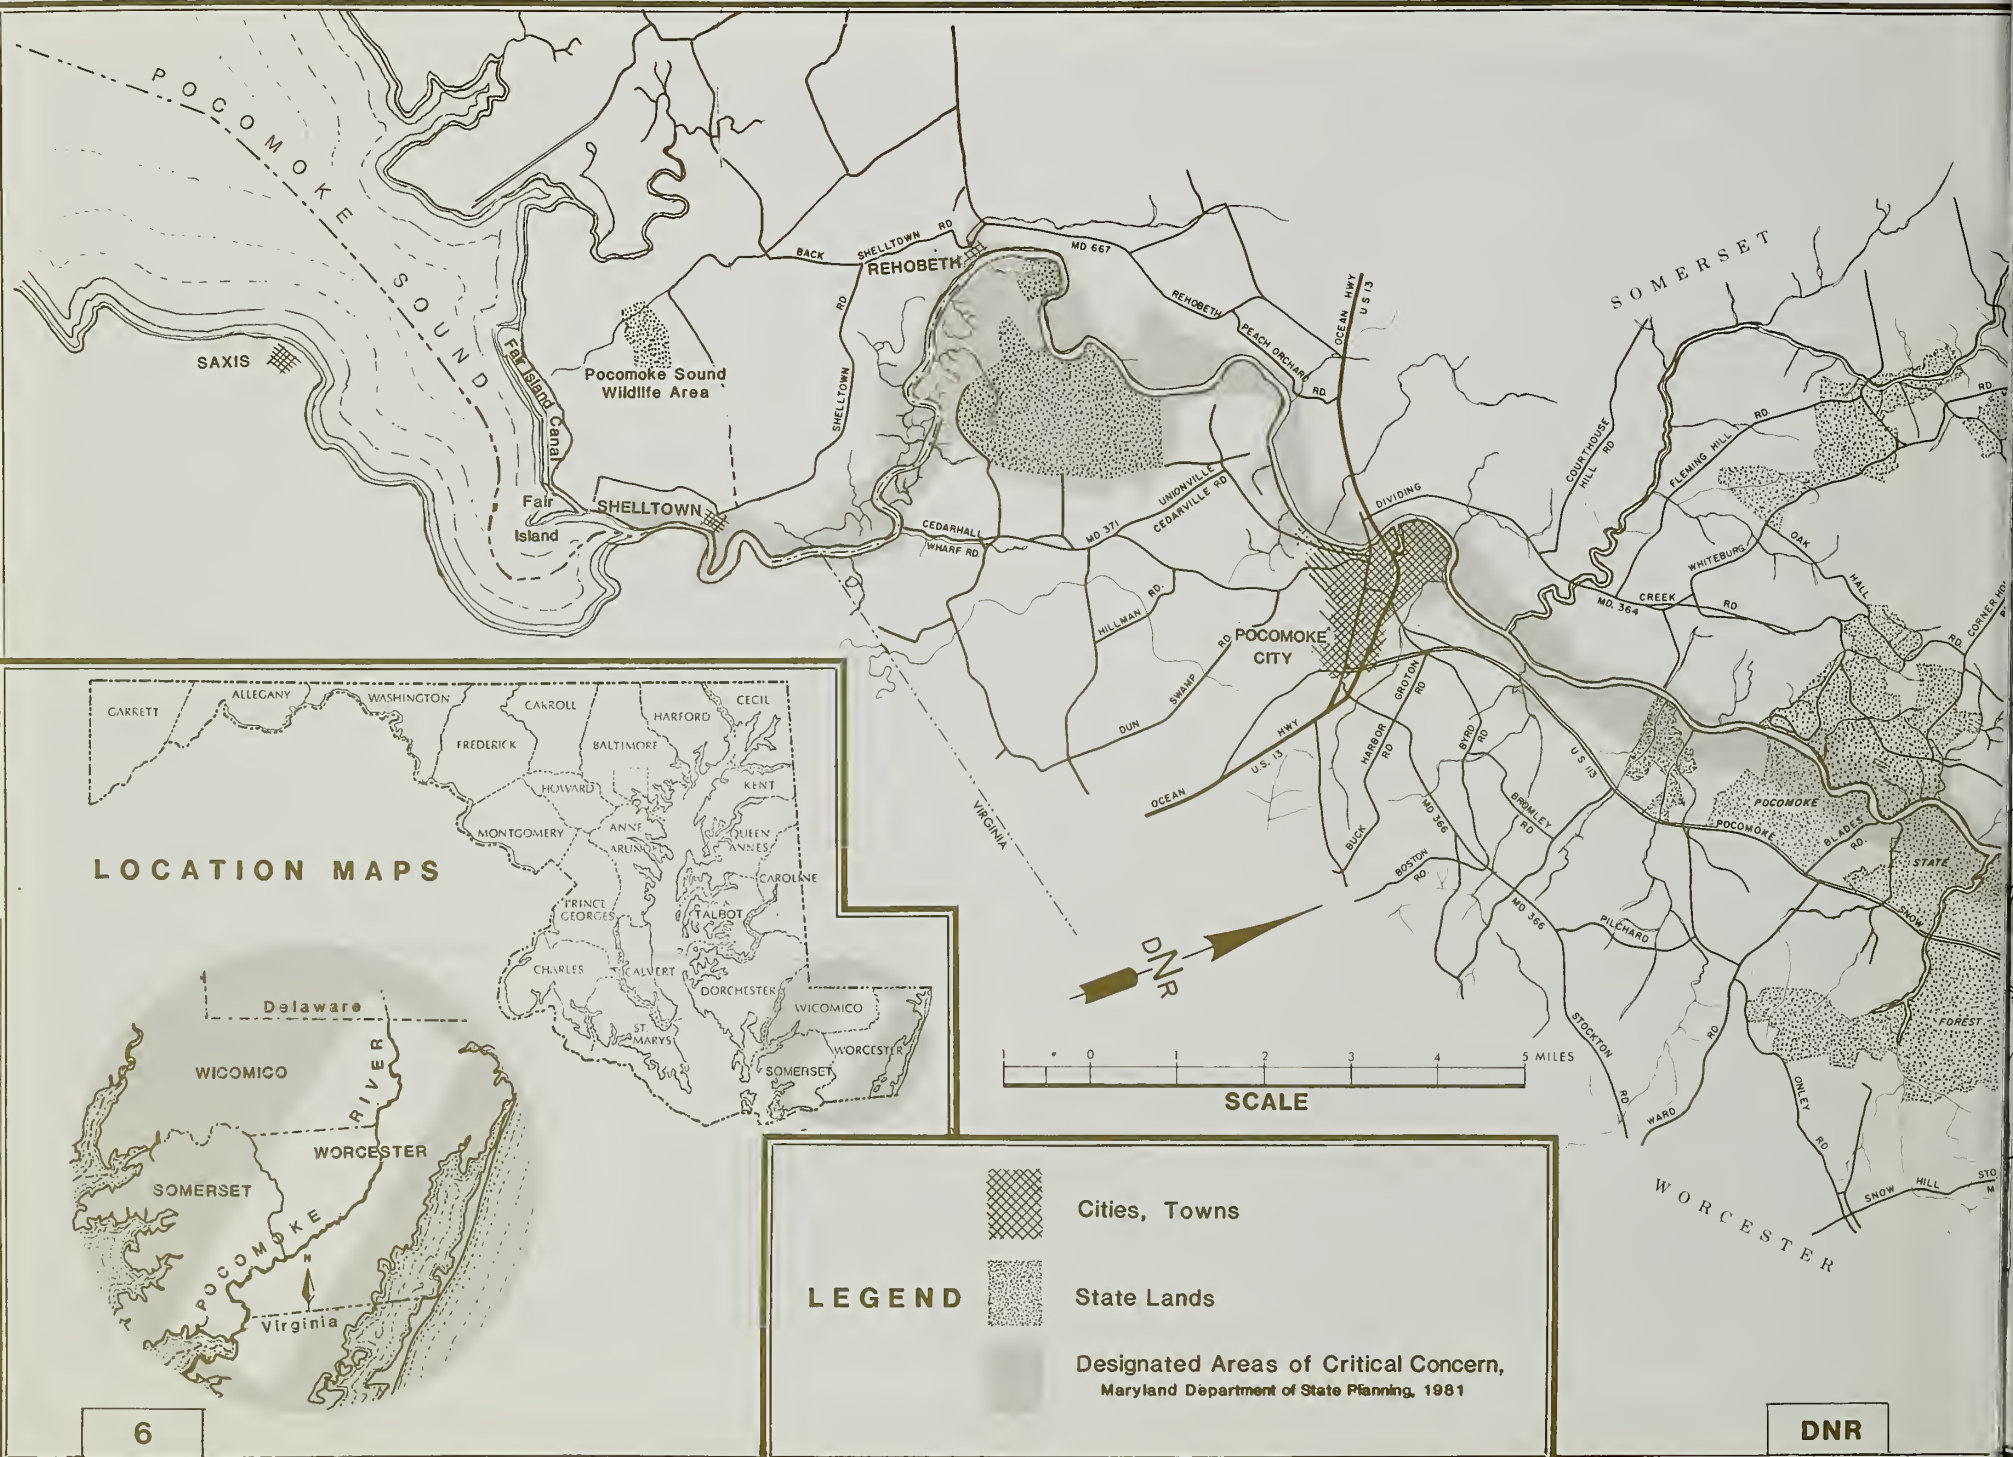 POCOMOKE SOUND
SAXIS
Fair Island Canal
Pocomoke Sound
Wildlife Area
Fair
Island
SHELLTOWN
BACK SHELLTOWN RD
REHOBETH
SHELLTOWN RD
MD 667
REHOBETH
PEACH ORCHARD
RD.
OCEAN HWY
U S 13
SOMERSET
COURTHOUSE
HILL RD
FLEMING HILL RD.
RD.
DIVIDING
UNIONVILLE
CEDARVILLE RD
MD 371
CEDARHALL
WHARF RD.
WHITEBURG
OAK
HALL
RD
CORNER
MD. 364
CREEK
RD
HILLMAN RD.
POCOMOKE
CITY
DUN SWAMP RD
GROTON
RD
HARBOR
RD
BYRD
RD
US 113
OCEAN
U.S. 13
HWY
VIRGINIA
BUCK
MD 366
BROMLEY
RD
BOSTON
RD.
POCOMOKE
POCOMOKE
BLADES
RD.
STATE
SNOW
MD 366
PILCHARD
FOREST
STOCKTON
RD
WARD
RD
ONLEY
RD
SNOW HILL
STO
M
WORCESTER
DNR
1 0 1 2 3 4 5 MILES
SCALE
GARRETT
ALLEGANY
WASHINGTON
CARROLL
CECIL
HARFORD
FREDERICK
BALTIMORE
HOWARD
KENT
MONTGOMERY
ANNE
ARUNDEL
QUEEN
ANNES
LOCATION MAPS
CAROLINE
PRINCE
GEORGES
TALBOT
CHARLES
CALVERT
DORCHESTER
WICOMICO
ST.
MARYS
WORCESTER
SOMERSET
Delaware
WICOMICO
RIVER
WORCESTER
SOMERSET
POCOMOKE
N
Virginia
6
LEGEND
Cities, Towns
State Lands
Designated Areas of Critical Concern,
Maryland Department of State Planning, 1981
DNR